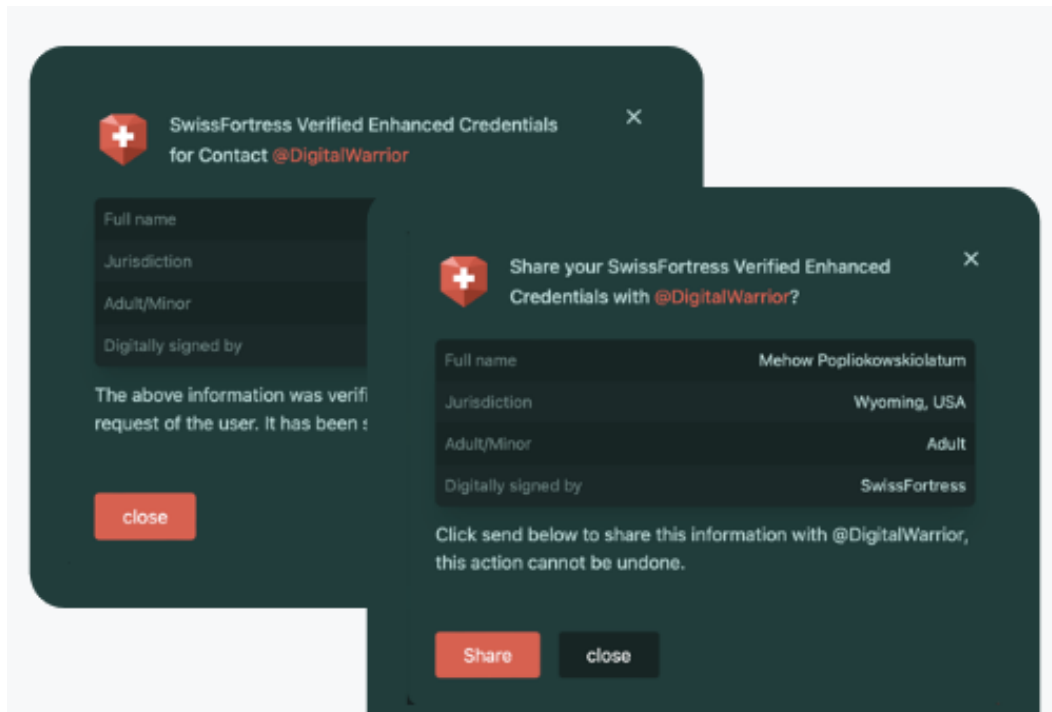 SwissFortress Verified Enhanced Credentials
for Contact @DigitalWarrior
Full name
Jurisdiction
Adult/Minor
Digitally signed by
The above information was
request of the user. It has been
close
Share your SwissFortress Verified Enhanced
Credentials with @DigitalWarrior?
Full name Mehow Popliokowskiolatum
Jurisdiction Wyoming, USA
Adult/Minor Adult
Digitally signed by SwissFortress
Click send below to share this information with @DigitalWarrior,
this action cannot be undone.
Share close